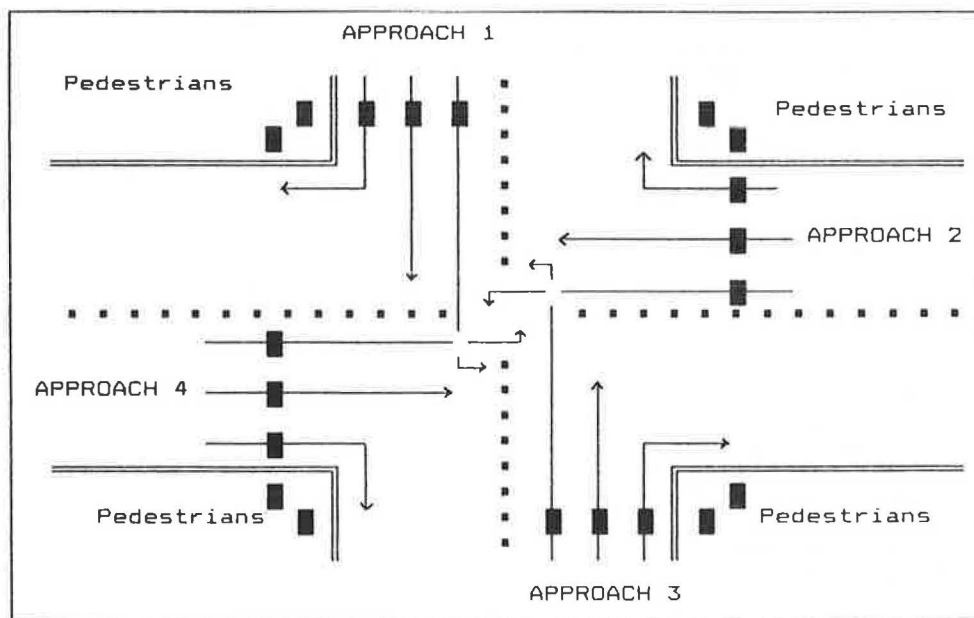 APPROACH 1
Pedestrians
Pedestrians
APPROACH 2
APPROACH 4
Pedestrians
Pedestrians
APPROACH 3